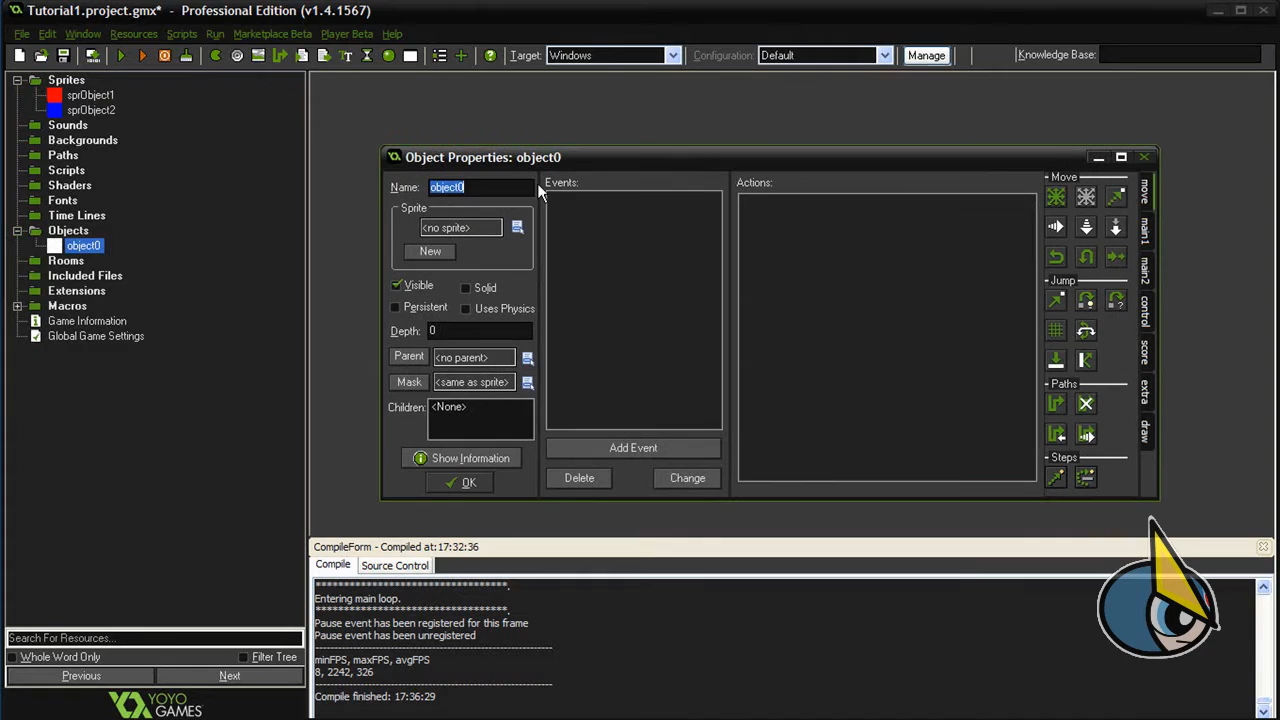 Tutorial1.project.gmx* - Professional Edition (v1.4.1567)
File Edit Window Resources Scripts Run Marketplace Beta Player Beta Help
Target: Windows Configuration: Default Manage Knowledge Base:
Sprites
sprObject1
sprObject2
Sounds
Backgrounds
Paths
Scripts
Shaders
Fonts
Time Lines
Objects
object0
Rooms
Included Files
Extensions
Macros
Game Information
Global Game Settings
Search For Resources...
Whole Word Only Filter Tree
Previous Next
YOYO
GAMES
Object Properties: object0
Name: object0
Sprite
<no sprite>
New
Visible Solid
Persistent Uses Physics
Depth: 0
Parent <no parent>
Mask <same as sprite>
Children: <None>
Show Information
OK
Events:
Add Event
Delete Change
Actions:
Move
Jump
Paths
Steps
move
main1
main2
control
score
extra
draw
CompileForm - Compiled at:17:32:36
Compile Source Control
***********************************.
Entering main loop.
***********************************.
Pause event has been registered for this frame
Pause event has been unregistered
--------------------------------------------------
minFPS, maxFPS, avgFPS
8, 2242, 326
--------------------------------------------------
Compile finished: 17:36:29